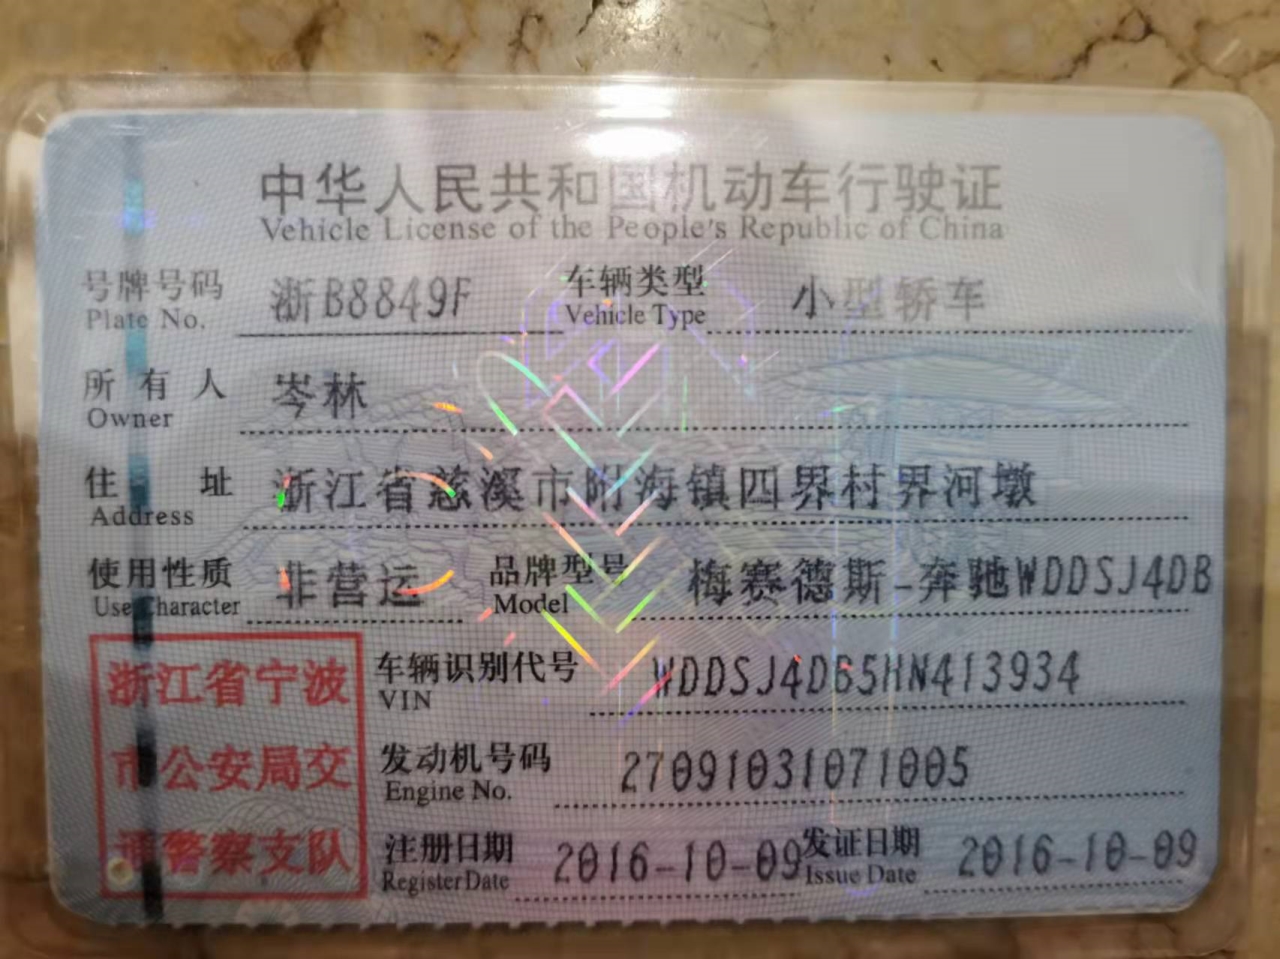 中华人民共和国机动车行驶证
Vehicle License of the People's Republic of China
号牌号码 浙B8849F 车辆类型 小型轿车
Plate No. Vehicle Type
所有人 岑林
Owner
住址 浙江省慈溪市附海镇四界村界河墩
Address
使用性质 非营运 品牌型号 梅赛德斯-奔驰WDDSJ4DB
Use Character Model
浙江省宁波
市公安局交
通警察支队
车辆识别代号 WDDSJ4DB5HN413934
VIN
发动机号码 27091031071005
Engine No.
注册日期 2016-10-09 发证日期 2016-10-09
Register Date Issue Date